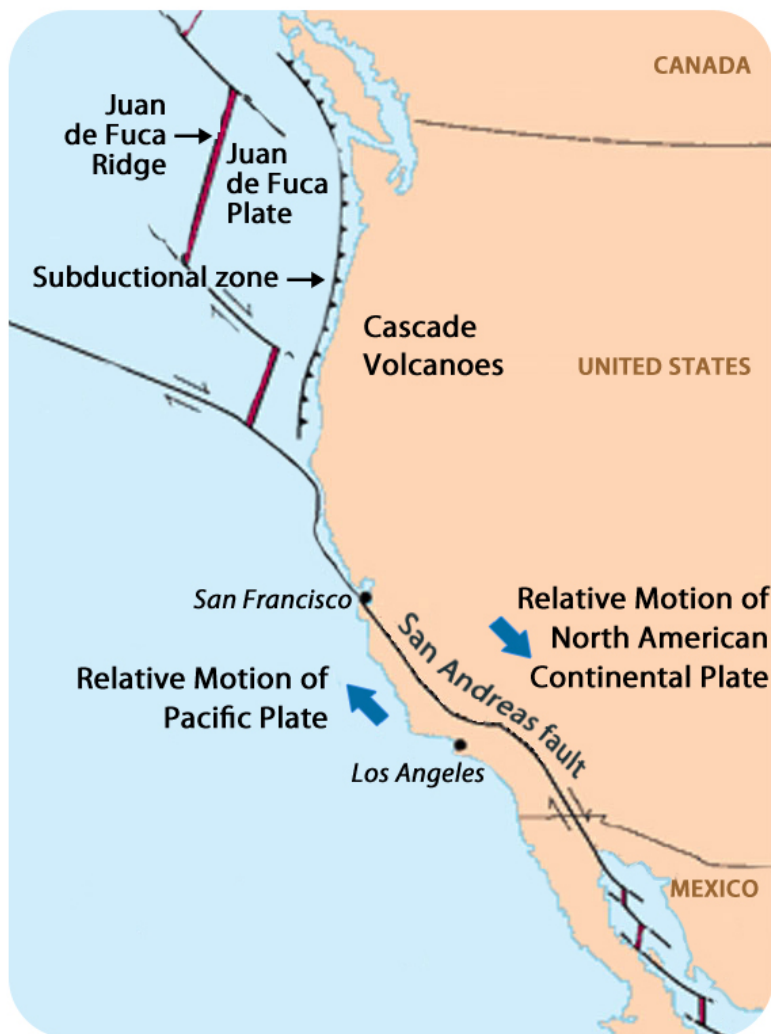 CANADA
Juan
de Fuca
Ridge
Juan
de Fuca
Plate
Subductional zone
Cascade
Volcanoes
UNITED STATES
San Francisco
San Andreas fault
Relative Motion of
North American
Continental Plate
Relative Motion of
Pacific Plate
Los Angeles
MEXICO